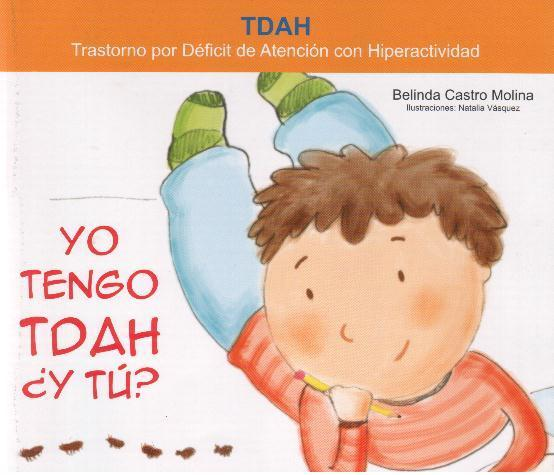 TDAH
Trastorno por Déficit de Atención con Hiperactividad
Belinda Castro Molina
Ilustraciones: Natalia Vásquez
YO
TENGO
TDAH
¿Y TÚ?